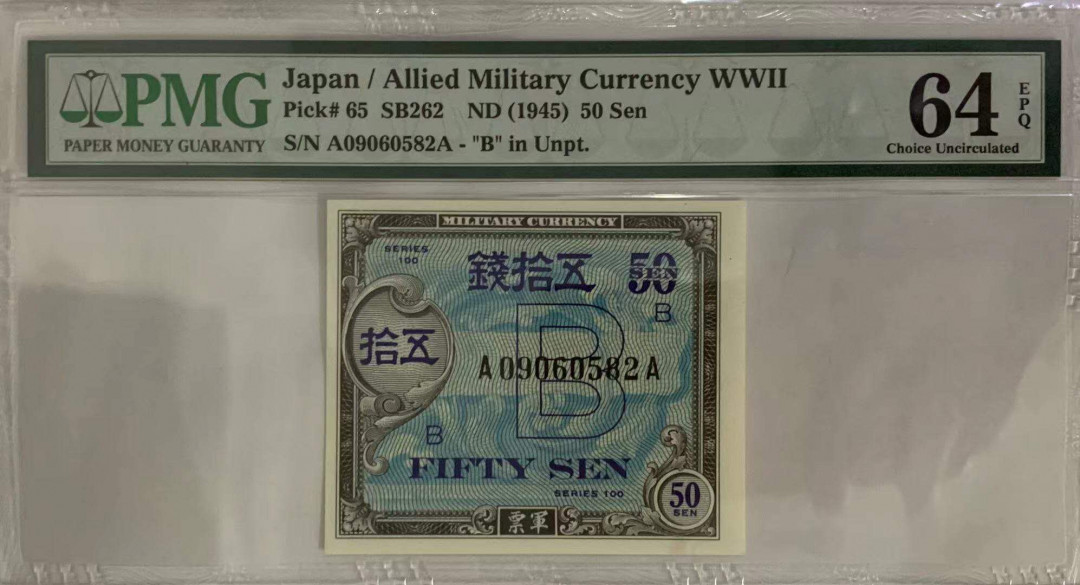 PMG
PAPER MONEY GUARANTY
Japan / Allied Military Currency WWII
Pick# 65 SB262 ND (1945) 50 Sen
S/N A09060582A - "B" in Unpt.
64 EPQ
Choice Uncirculated
MILITARY CURRENCY
SERIES
100
錢拾五
50
SEN
B
拾五
B
A09060582A
B
FIFTY SEN
SERIES 100
50
SEN
票軍